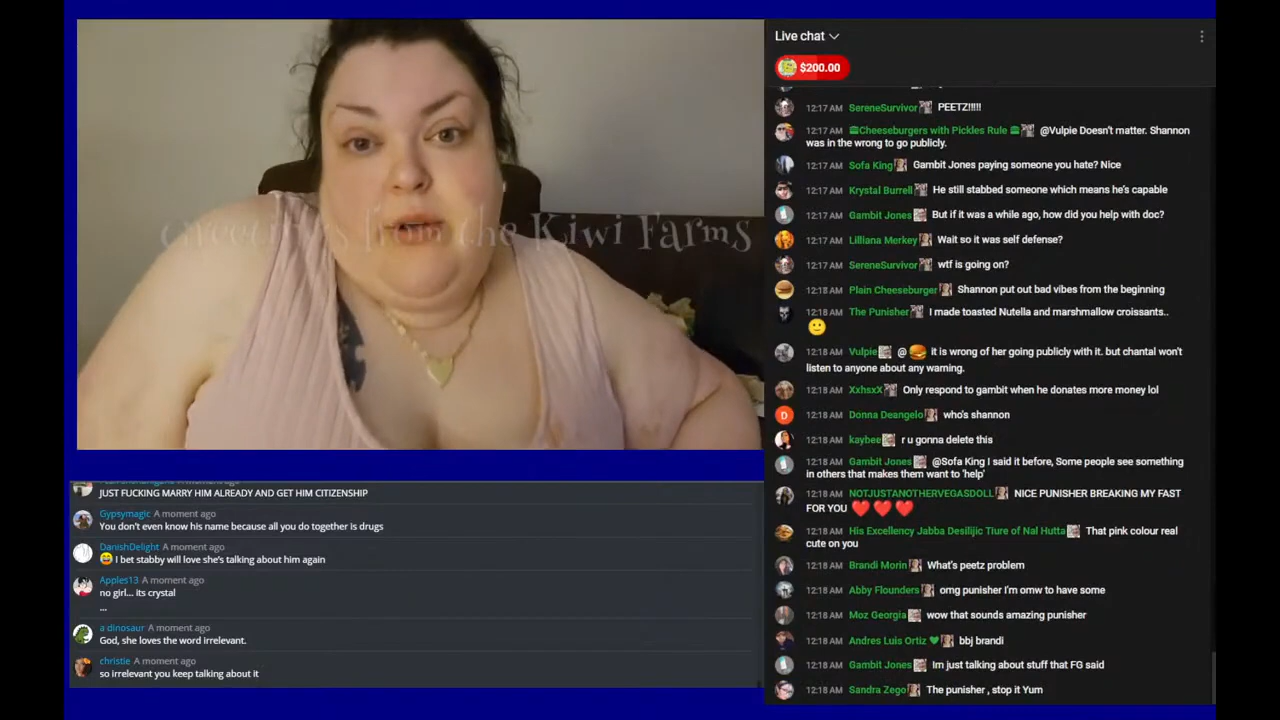 Greetings from the Kiwi Farms
JUST FUCKING MARRY HIM ALREADY AND GET HIM CITIZENSHIP
Gypsymagic A moment ago
You don't even know his name because all you do together is drugs
DanishDelight A moment ago
😄 I bet stabby will love she's talking about him again
Apples13 A moment ago
no girl... its crystal
...
a dinosaur A moment ago
God, she loves the word irrelevant.
christie A moment ago
so irrelevant you keep talking about it
Live chat
$200.00
12:17 AM SereneSurvivor PEETZ!!!!!
12:17 AM 🍔Cheeseburgers with Pickles Rule 🍔 @Vulpie Doesn't matter. Shannon
was in the wrong to go publicly.
12:17 AM Sofa King Gambit Jones paying someone you hate? Nice
12:17 AM Krystal Burrell He still stabbed someone which means he's capable
12:17 AM Gambit Jones But if it was a while ago, how did you help with doc?
12:17 AM Lilliana Merkey Wait so it was self defense?
12:17 AM SereneSurvivor wtf is going on?
12:18 AM Plain Cheeseburger Shannon put out bad vibes from the beginning
12:18 AM The Punisher I made toasted Nutella and marshmallow croissants..
🙂
12:18 AM Vulpie @ 🍔 it is wrong of her going publicly with it. but chantal won't
listen to anyone about any warning.
12:18 AM XxhsxX Only respond to gambit when he donates more money lol
12:18 AM Donna Deangelo who's shannon
12:18 AM kaybee r u gonna delete this
12:18 AM Gambit Jones @Sofa King I said it before, Some people see something
in others that makes them want to 'help'
12:18 AM NOTJUSTANOTHERVEGASDOLL NICE PUNISHER BREAKING MY FAST
FOR YOU ❤️ ❤️ ❤️
12:18 AM His Excellency Jabba Desilijic Tiure of Nal Hutta That pink colour real
cute on you
12:18 AM Brandi Morin What's peetz problem
12:18 AM Abby Flounders omg punisher I'm omw to have some
12:18 AM Moz Georgia wow that sounds amazing punisher
12:18 AM Andres Luis Ortiz 💚 bbj brandi
12:18 AM Gambit Jones Im just talking about stuff that FG said
12:18 AM Sandra Zego The punisher , stop it Yum